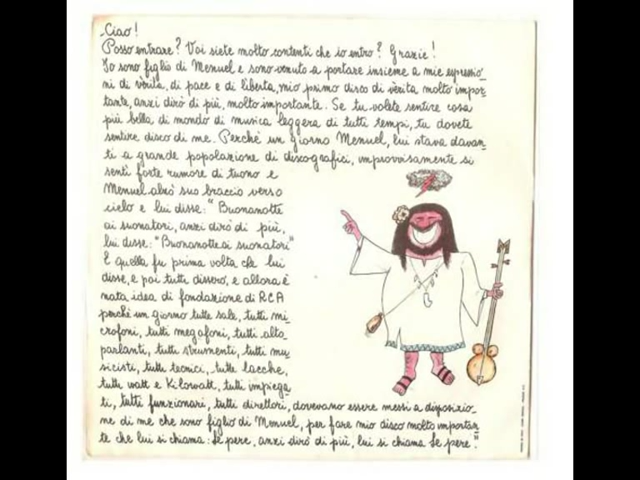 Ciao!
Posso entrare? Voi siete molto contenti che io entro? Grazie!
Io sono figlio di Menuel e sono venuto a portare insieme a mie espressio-
ni di vèrita, di pace e di libertà, mio primo disco di vèrita molto impor-
tante, anzi dirò di più, molto importante. Se tu volete sentire cosa
più bella di mondo di musica leggera di tutti tempi, tu dovete
sentire disco di me. Perchè un giorno Menuel, lui stava davan-
ti a grande popolazione di discografici, improvvisamente si
sentì forte rumore di tuono e
Menuel alzò suo braccio verso
cielo e lui disse: "Buonanotte
ai suonatori, anzi dirò di più,
lui disse: "Buonanotte ai suonatori"
E quella fu prima volta che lui
disse, e poi tutti dissero, e allora è
nata idea di fondazione di RCA
perchè un giorno tutte sale, tutti mi-
crofoni, tutti megafoni, tutti alto-
parlanti, tutti strumenti, tutti mu
sicisti, tutti tecnici, tutte lacche,
tutti watt e Kilowatt, tutti impiega
ti, tutti funzionari, tutti direttori, dovevano essere messi a disposizio-
ne di me che sono figlio di Menuel, per fare mio disco molto importan-
te che lui si chiama: Le pere, anzi dirò di più, lui si chiama Le pere."